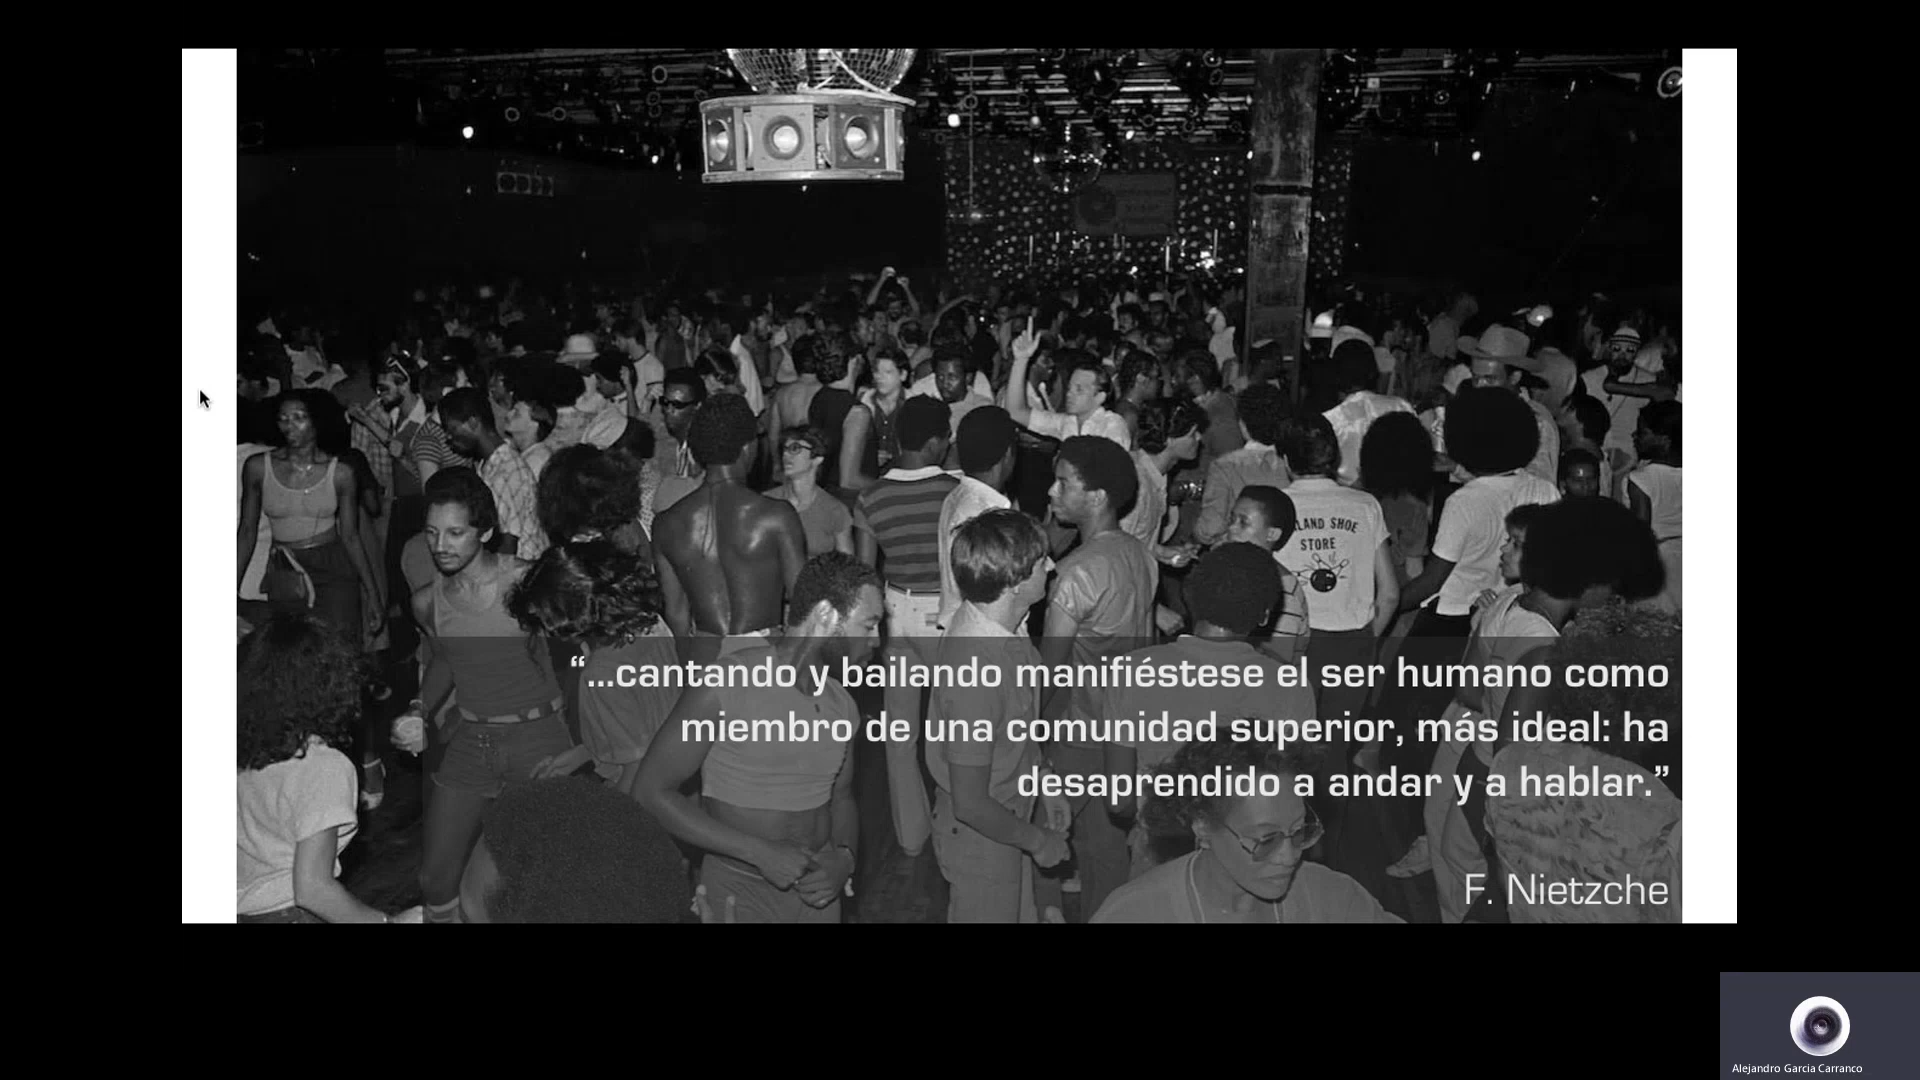 LAND SHOE
STORE
“...cantando y bailando manifiéstese el ser humano como
miembro de una comunidad superior, más ideal: ha
desaprendido a andar y a hablar.”
F. Nietzche
Alejandro Garcia Carranco